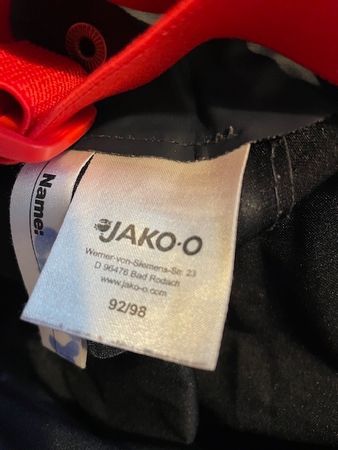 Name:
JAKO-O
Werner-von-Siemens-Str. 23
D 96476 Bad Rodach
www.jako-o.com
92/98